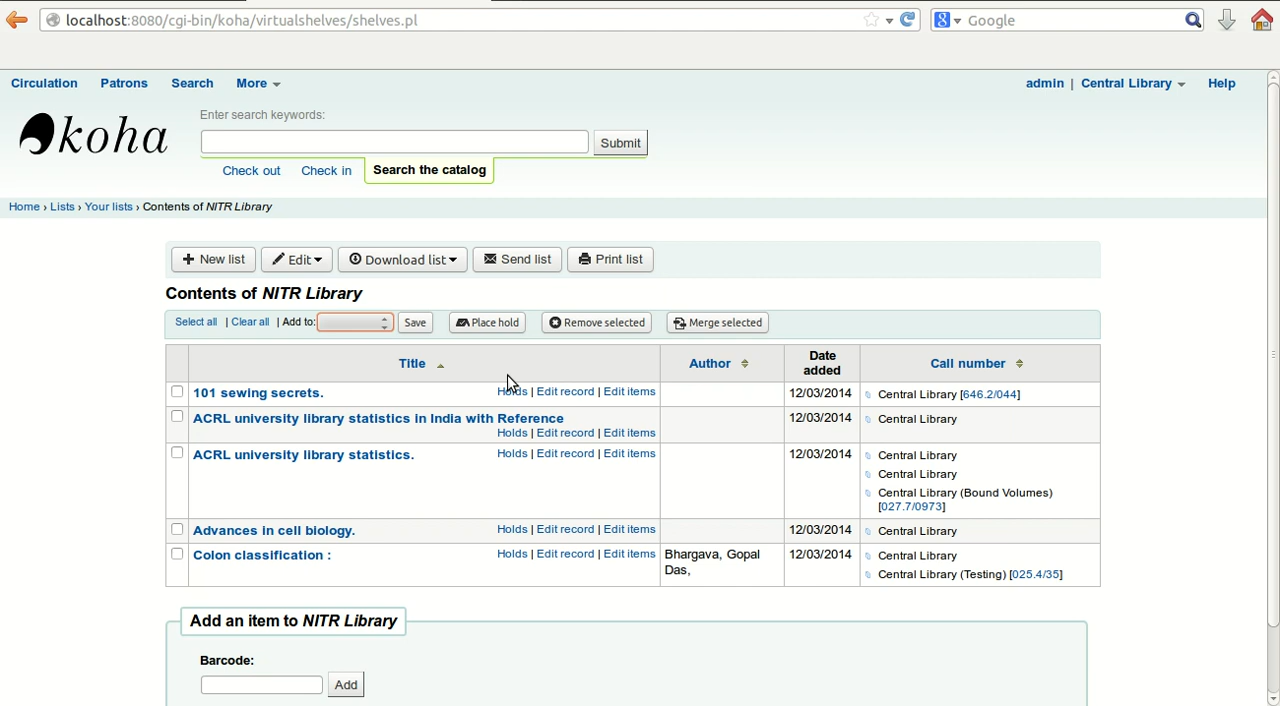 localhost:8080/cgi-bin/koha/virtualshelves/shelves.pl
Google
Circulation Patrons Search More admin | Central Library Help
Enter search keywords:
koha
Submit
Check out Check in Search the catalog
Home › Lists › Your lists › Contents of NITR Library
New list Edit Download list Send list Print list
Contents of NITR Library
Select all | Clear all | Add to: Save Place hold Remove selected Merge selected
Title Author Date added Call number
101 sewing secrets. Holds | Edit record | Edit items 12/03/2014 Central Library [646.2/044]
ACRL university library statistics in India with Reference 12/03/2014 Central Library
Holds | Edit record | Edit items
ACRL university library statistics. Holds | Edit record | Edit items 12/03/2014 Central Library
Central Library
Central Library (Bound Volumes)
[027.7/0973]
Advances in cell biology. Holds | Edit record | Edit items 12/03/2014 Central Library
Colon classification : Holds | Edit record | Edit items Bhargava, Gopal 12/03/2014 Central Library
Das, Central Library (Testing) [025.4/35]
Add an item to NITR Library
Barcode:
Add